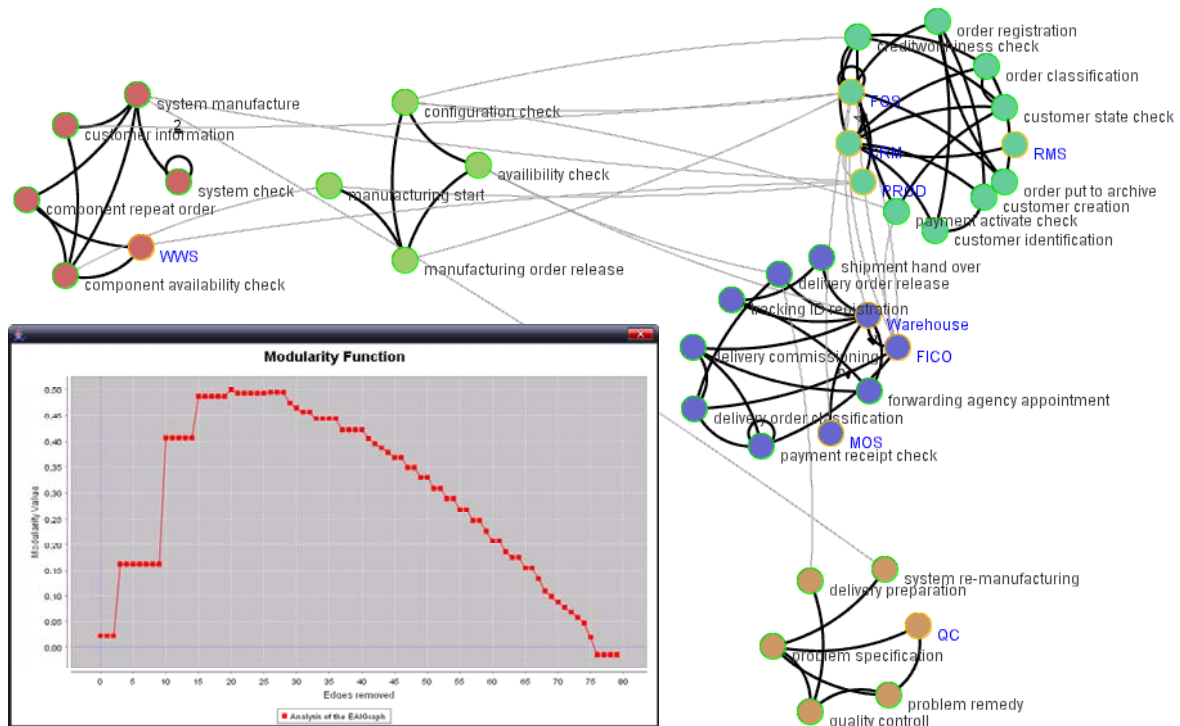 order registration
creditworthiness check
order classification
FOS
customer state check
CRM
RMS
PROD
order put to archive
customer creation
payment activate check
customer identification
system manufacture
2
customer information
system check
component repeat order
WWS
component availability check
configuration check
availibility check
manufacturing start
manufacturing order release
shipment hand over
delivery order release
tracking ID registration
Warehouse
delivery commissioning
FICO
forwarding agency appointment
delivery order classification
MOS
payment receipt check
system re-manufacturing
delivery preparation
QC
problem specification
problem remedy
quality controll
Modularity Function
Modularity Value
0,50
0,45
0,40
0,35
0,30
0,25
0,20
0,15
0,10
0,05
0,00
0 5 10 15 20 25 30 35 40 45 50 55 60 65 70 75 80
Edges removed
Analysis of the EAIGraph